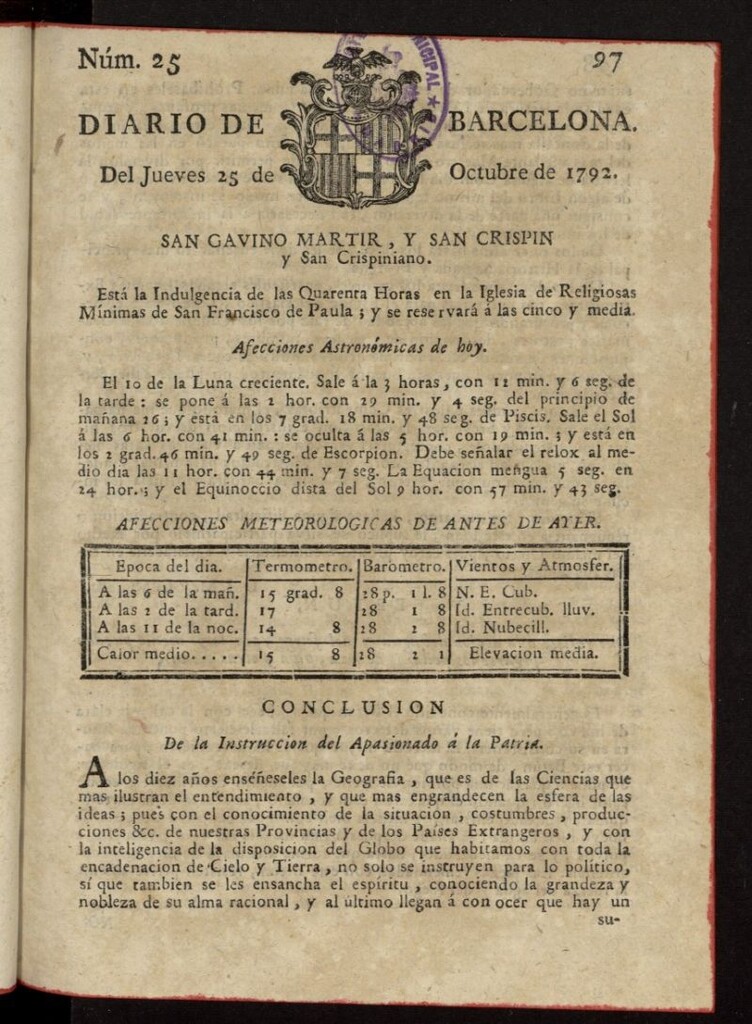 Núm. 25
97
MUNICIPAL
DIARIO DE BARCELONA.
Del Jueves 25 de Octubre de 1792.
SAN GAVINO MARTIR, Y SAN CRISPIN
y San Crispiniano.
Está la Indulgencia de las Quarenta Horas en la Iglesia de Religiosas
Mínimas de San Francisco de Paula ; y se reservará á las cinco y media.
Afecciones Astronómicas de hoy.
El 10 de la Luna creciente. Sale á la 3 horas, con 12 min. y 6 seg. de
la tarde : se pone á las 2 hor. con 29 min. y 4 seg. del principio de
mañana 26 ; y está en los 7 grad. 18 min. y 48 seg. de Piscis. Sale el Sol
á las 6 hor. con 41 min. : se oculta á las 5 hor. con 19 min. ; y está en
los 2 grad. 46 min. y 49 seg. de Escorpion. Debe señalar el relox al me-
dio dia las 11 hor. con 44 min. y 7 seg. La Equacion mengua 5 seg. en
24 hor. ; y el Equinoccio dista del Sol 9 hor. con 57 min. y 43 seg.
AFECCIONES METEOROLOGICAS DE ANTES DE AYER.
Epoca del dia. Termometro. Barómetro. Vientos y Atmosfer.
A las 6 de la mañ. 15 grad. 8 28 p. 1 l. 8 N. E. Cub.
A las 2 de la tard. 17 28 1 8 Id. Entrecub. lluv.
A las 11 de la noc. 14 8 28 2 8 Id. Nubecill.
Calor medio..... 15 8 28 2 1 Elevacion media.
CONCLUSION
De la Instruccion del Apasionado á la Patria.
A los diez años enséñeseles la Geografia, que es de las Ciencias que
mas ilustran el entendimiento, y que mas engrandecen la esfera de las
ideas ; pues con el conocimiento de la situacion, costumbres, produc-
ciones &c. de nuestras Provincias y de los Países Extrangeros, y con
la inteligencia de la disposicion del Globo que habitamos con toda la
encadenacion de Cielo y Tierra, no solo se instruyen para lo político,
sí que tambien se les ensancha el espíritu, conociendo la grandeza y
nobleza de su alma racional, y al último llegan á con ocer que hay un
su-